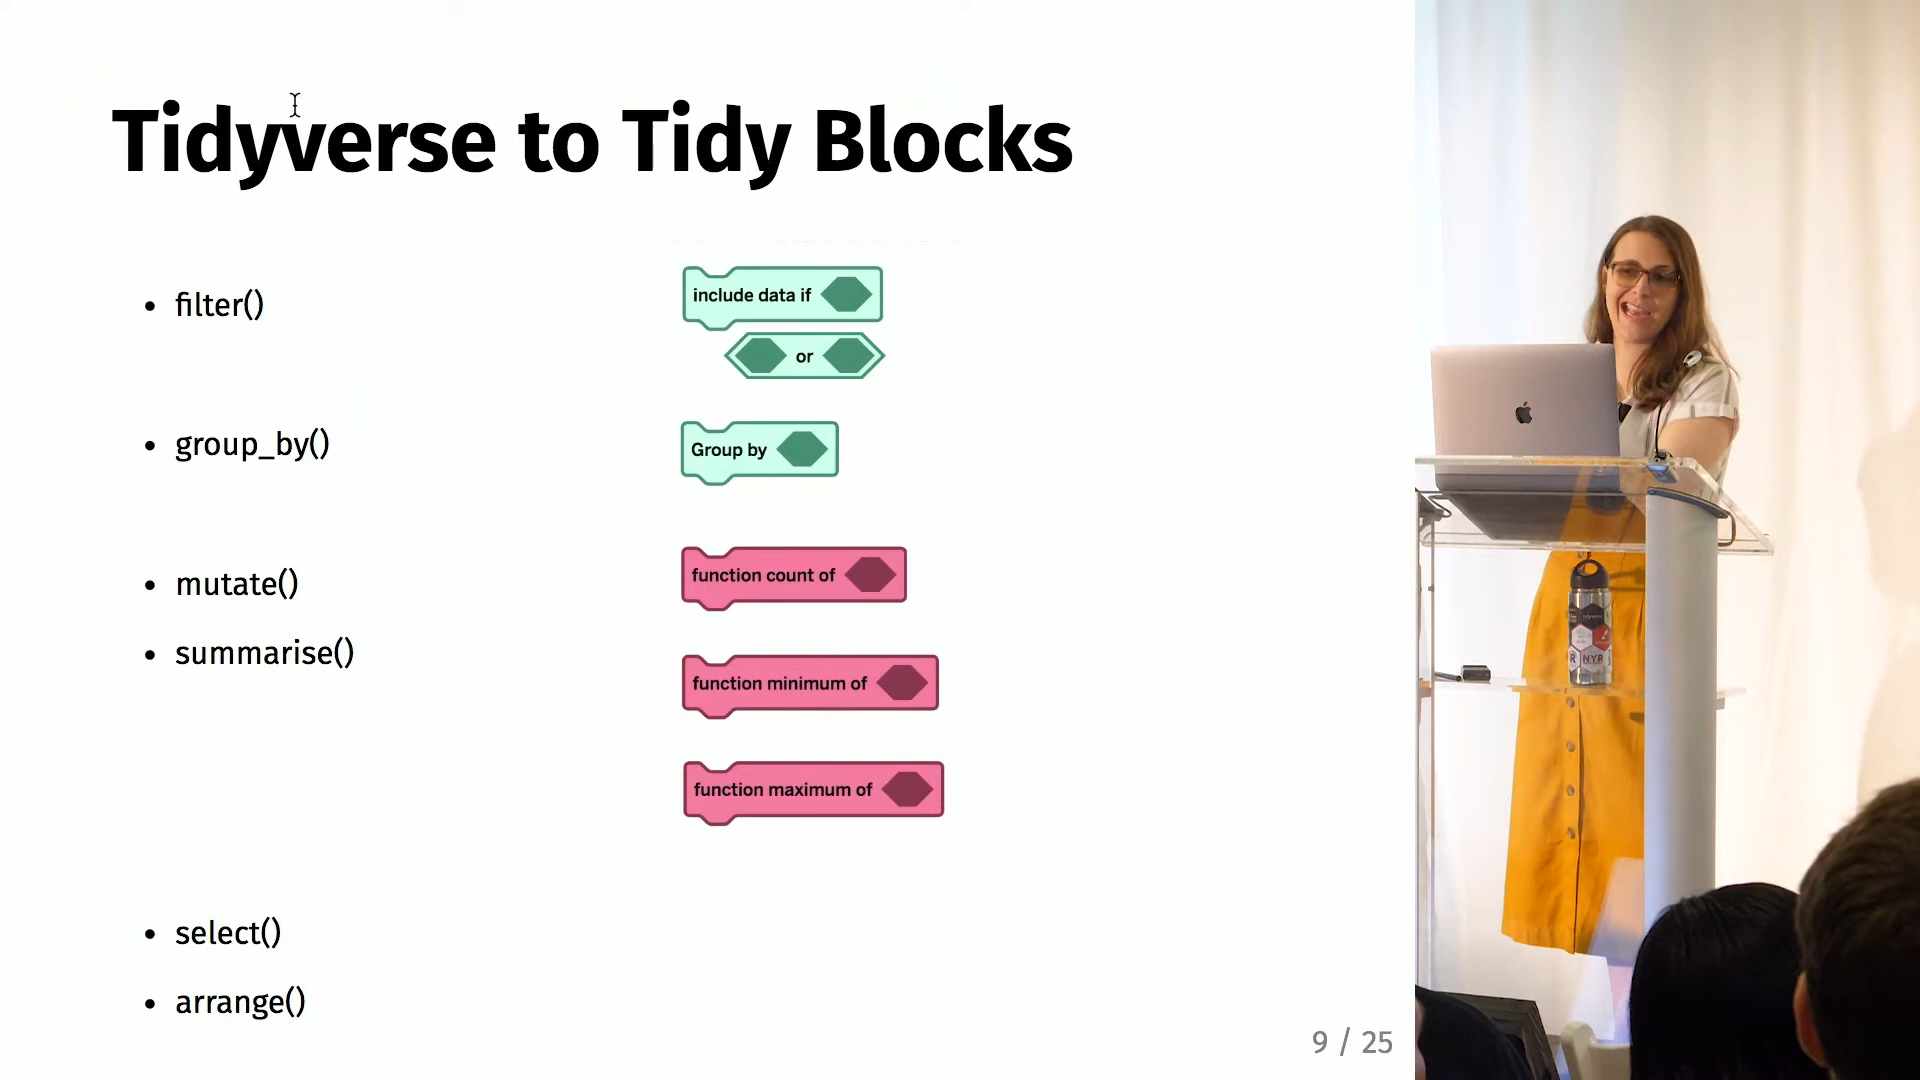 Tidyverse to Tidy Blocks
• filter()
include data if
or
• group_by()
Group by
• mutate()
function count of
• summarise()
function minimum of
function maximum of
• select()
• arrange()
9 / 25
R
NYR